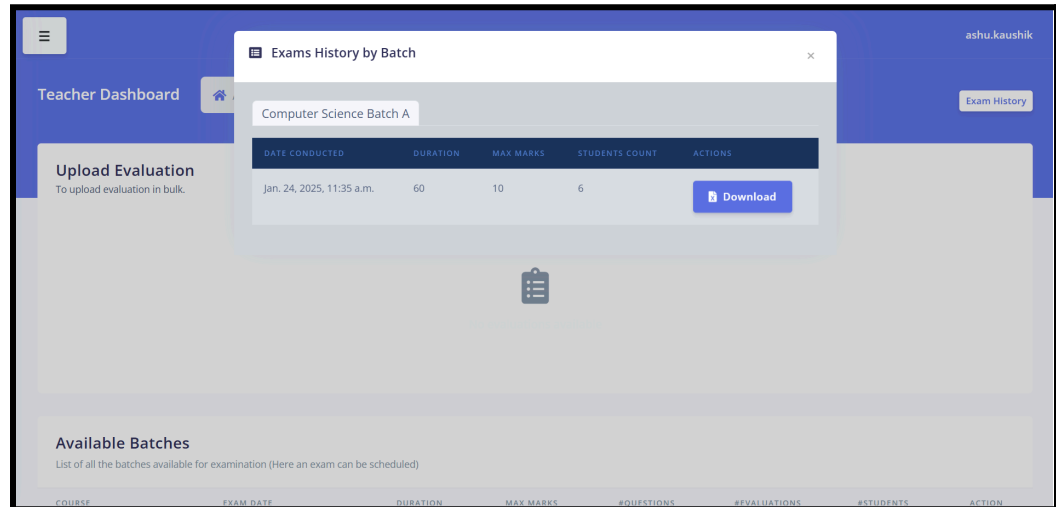 ☰
ashu.kaushik
Exams History by Batch
×
Teacher Dashboard
Exam History
Computer Science Batch A
DATE CONDUCTED DURATION MAX MARKS STUDENTS COUNT ACTIONS
Jan. 24, 2025, 11:35 a.m. 60 10 6 Download
Upload Evaluation
To upload evaluation in bulk.
Available Batches
List of all the batches available for examination (Here an exam can be scheduled)
COURSE EXAM DATE DURATION MAX MARKS #QUESTIONS #EVALUATIONS #STUDENTS ACTION